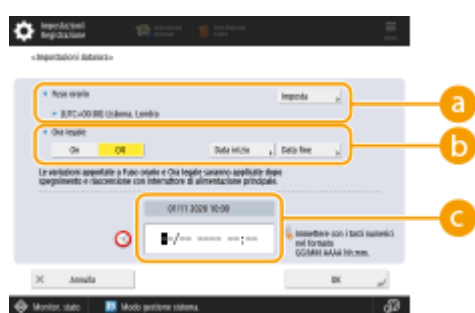 Impostazioni/
Registrazione
Menu
<Impostazioni data/ora>
Fuso orario
Imposta
(UTC+00:00) Lisbona, Londra
Ora legale
On
Off
Data inizio
Data fine
Le variazioni apportate a Fuso orario e Ora legale saranno applicate dopo
spegnimento e riaccensione con interruttore di alimentazione principale.
01/11 2020 10:00
--/-- ---- --:--
Immettere con i tasti numerici
nel formato
GG/MM AAAA hh:mm.
Annulla
OK
Monitor. stato
Modo gestione sistema.
a
b
c